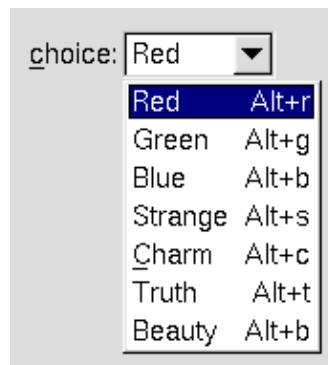 choice: Red
Red Alt+r
Green Alt+g
Blue Alt+b
Strange Alt+s
Charm Alt+c
Truth Alt+t
Beauty Alt+b